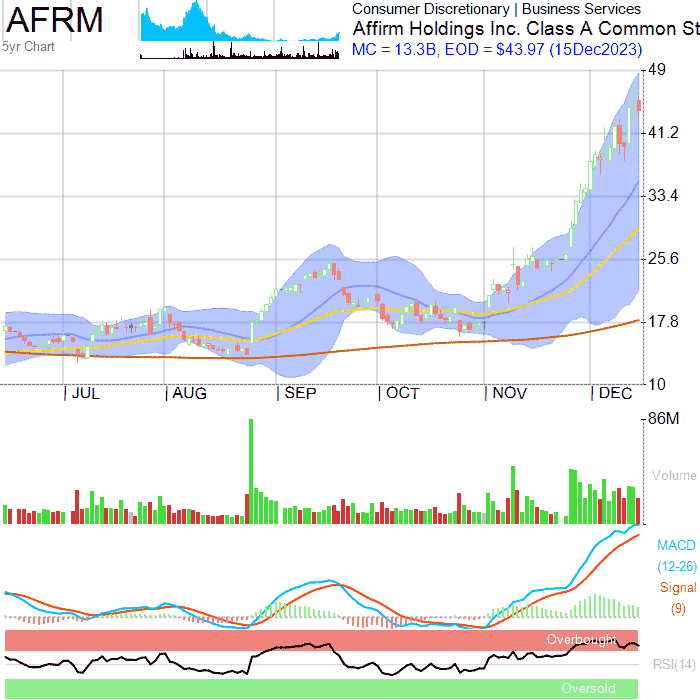 AFRM
5yr Chart
Consumer Discretionary | Business Services
Affirm Holdings Inc. Class A Common St
MC = 13.3B, EOD = $43.97 (15Dec2023)
49
41.2
33.4
25.6
17.8
10
JUL AUG SEP OCT NOV DEC
86M
Volume
MACD
(12-26)
Signal
(9)
Overbought
RSI(14)
Oversold